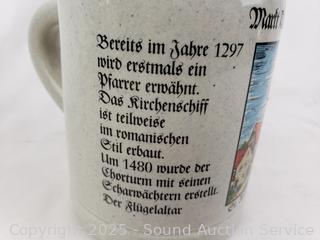 Bereits im Jahre 1297
wird erstmals ein
Pfarrer erwähnt.
Das Kirchenschiff
ist teilweise
im romanischen
Stil erbaut.
Um 1480 wurde der
Chorturm mit seinen
Scharwächtern erstellt.
Der Flügelaltar
Copyright 2025 - Sound Auction Service